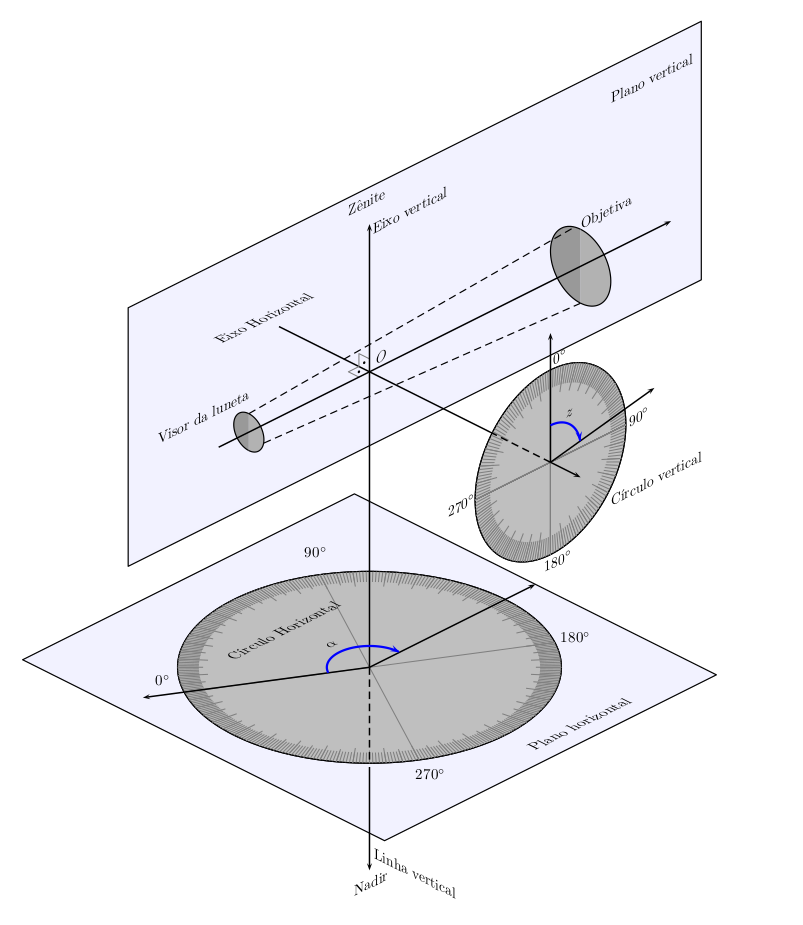 Plano vertical
Zênite
Eixo vertical
Objetiva
Eixo Horizontal
O
0°
Visor da luneta
z
90°
Círculo vertical
270°
180°
90°
Círculo Horizontal
α
180°
0°
Plano horizontal
270°
Linha vertical
Nadir